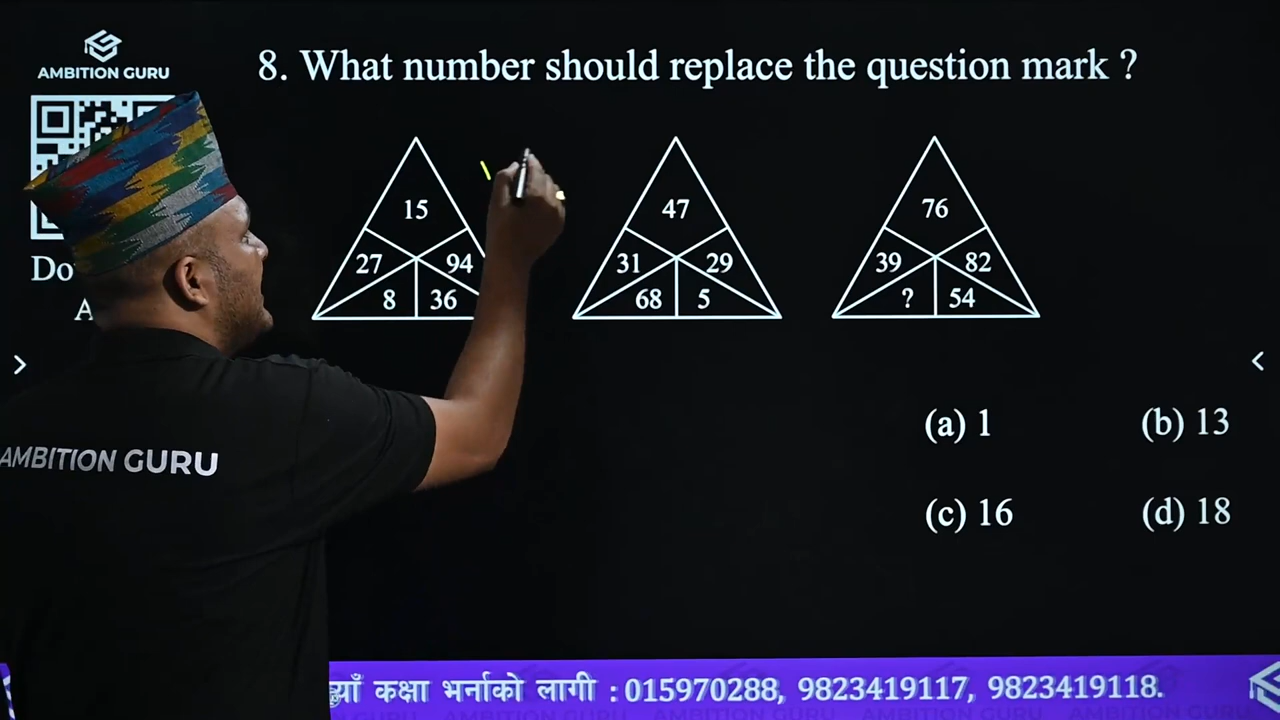 AMBITION GURU
8. What number should replace the question mark ?
15
27 94
8 36
47
31 29
68 5
76
39 82
? 54
(a) 1 (b) 13
(c) 16 (d) 18
AMBITION GURU
कक्षा भर्नाको लागी : 015970288, 9823419117, 9823419118.